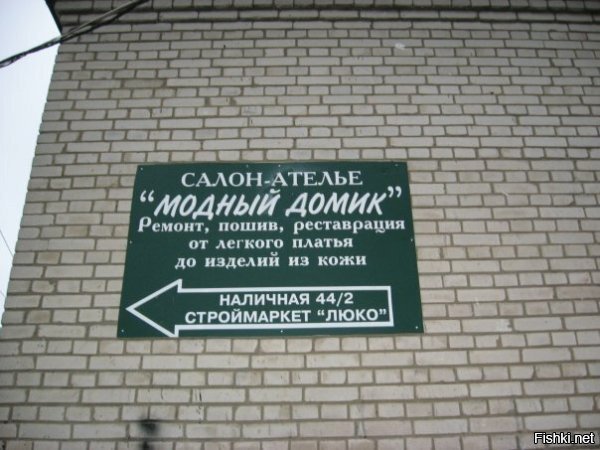 САЛОН-АТЕЛЬЕ
"МОДНЫЙ ДОМИК"
Ремонт, пошив, реставрация
от легкого платья
до изделий из кожи
НАЛИЧНАЯ 44/2
СТРОЙМАРКЕТ "ЛЮКО"
Fishki.net